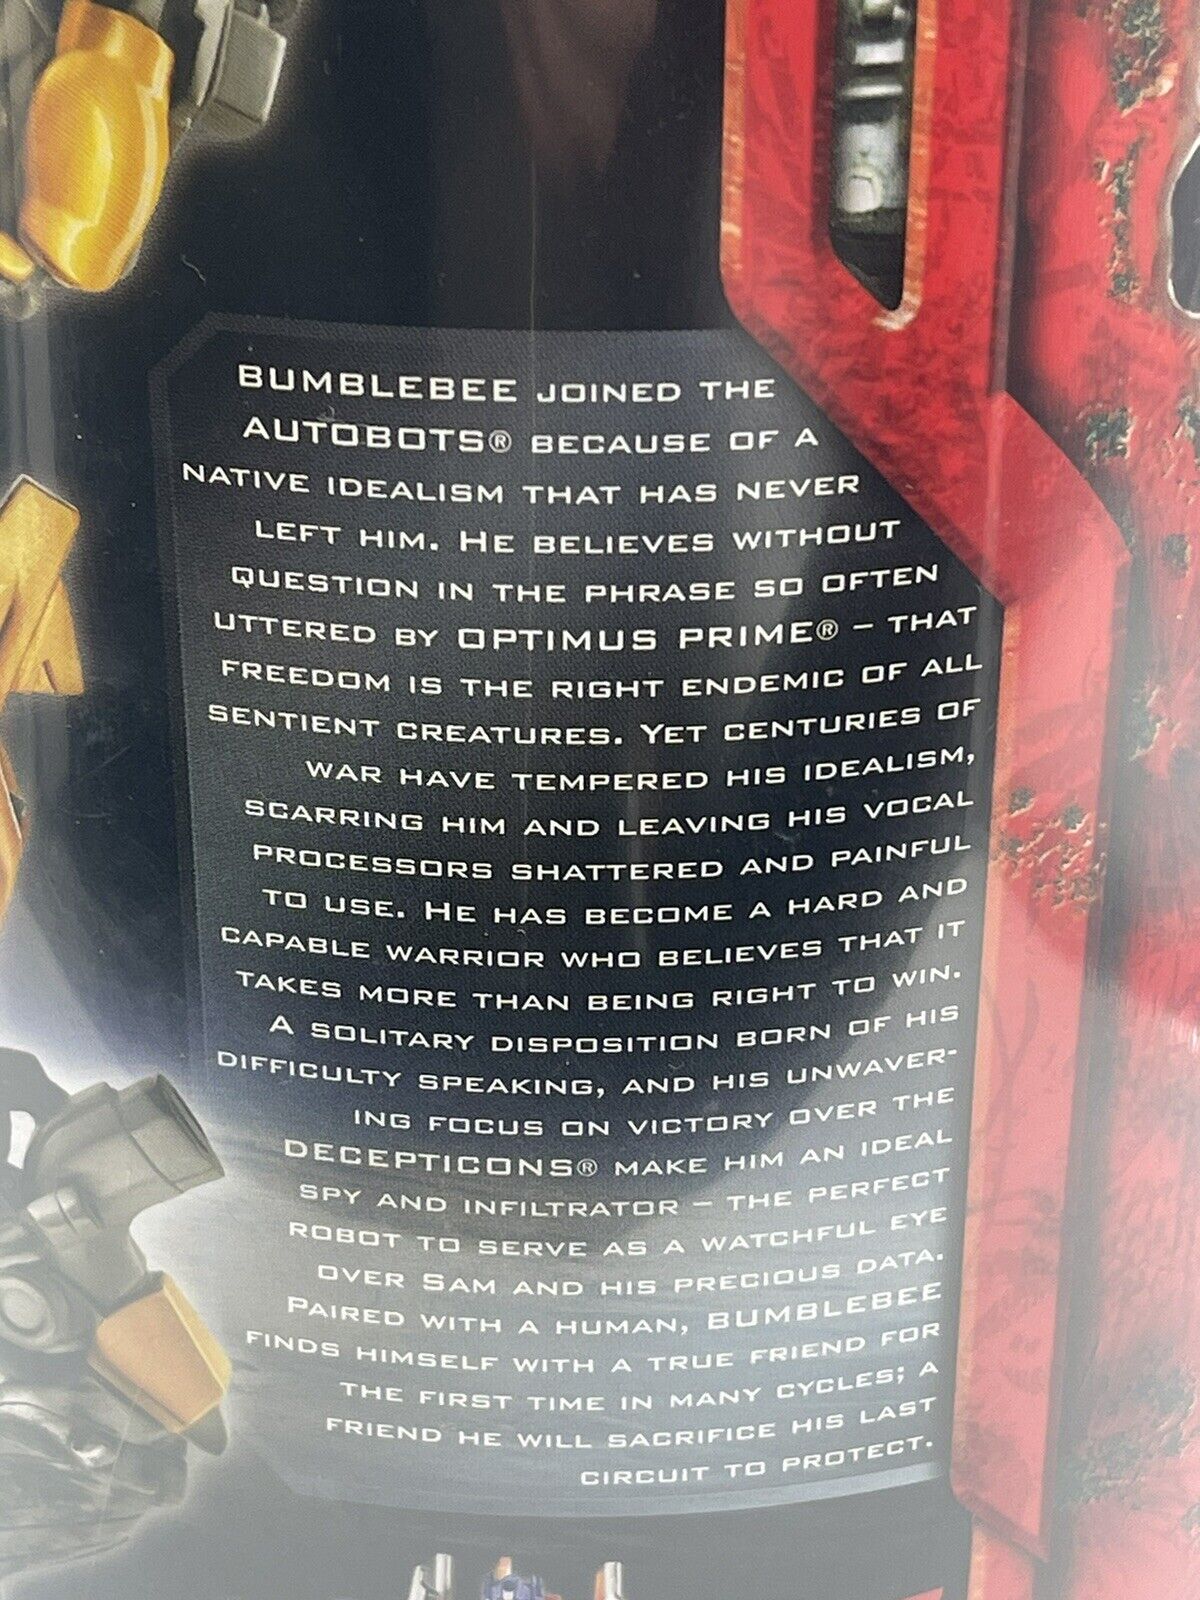 BUMBLEBEE JOINED THE
AUTOBOTS® BECAUSE OF A
NATIVE IDEALISM THAT HAS NEVER
LEFT HIM. HE BELIEVES WITHOUT
QUESTION IN THE PHRASE SO OFTEN
UTTERED BY OPTIMUS PRIME® – THAT
FREEDOM IS THE RIGHT ENDEMIC OF ALL
SENTIENT CREATURES. YET CENTURIES OF
WAR HAVE TEMPERED HIS IDEALISM,
SCARRING HIM AND LEAVING HIS VOCAL
PROCESSORS SHATTERED AND PAINFUL
TO USE. HE HAS BECOME A HARD AND
CAPABLE WARRIOR WHO BELIEVES THAT IT
TAKES MORE THAN BEING RIGHT TO WIN.
A SOLITARY DISPOSITION BORN OF HIS
DIFFICULTY SPEAKING, AND HIS UNWAVER-
ING FOCUS ON VICTORY OVER THE
DECEPTICONS® MAKE HIM AN IDEAL
SPY AND INFILTRATOR – THE PERFECT
ROBOT TO SERVE AS A WATCHFUL EYE
OVER SAM AND HIS PRECIOUS DATA.
PAIRED WITH A HUMAN, BUMBLEBEE
FINDS HIMSELF WITH A TRUE FRIEND FOR
THE FIRST TIME IN MANY CYCLES; A
FRIEND HE WILL SACRIFICE HIS LAST
CIRCUIT TO PROTECT.